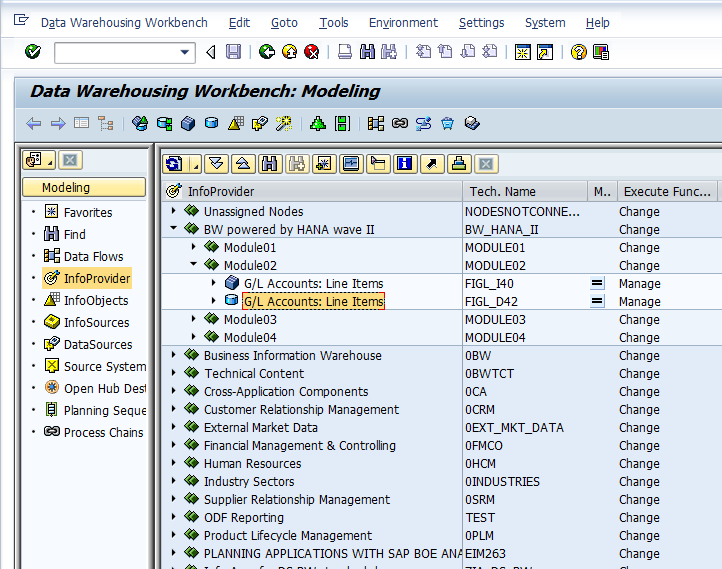 Data Warehousing Workbench Edit Goto Tools Environment Settings System Help
Data Warehousing Workbench: Modeling
Modeling
Favorites
Find
Data Flows
InfoProvider
InfoObjects
InfoSources
DataSources
Source System
Open Hub Dest
Planning Seque
Process Chains
InfoProvider Tech. Name M.. Execute Func...
Unassigned Nodes NODESNOTCONNE... Change
BW powered by HANA wave II BW_HANA_II Change
Module01 MODULE01 Change
Module02 MODULE02 Change
G/L Accounts: Line Items FIGL_I40 = Manage
G/L Accounts: Line Items FIGL_D42 = Manage
Module03 MODULE03 Change
Module04 MODULE04 Change
Business Information Warehouse 0BW Change
Technical Content 0BWTCT Change
Cross-Application Components 0CA Change
Customer Relationship Management 0CRM Change
External Market Data 0EXT_MKT_DATA Change
Financial Management & Controlling 0FMCO Change
Human Resources 0HCM Change
Industry Sectors 0INDUSTRIES Change
Supplier Relationship Management 0SRM Change
ODF Reporting TEST Change
Product Lifecycle Management 0PLM Change
PLANNING APPLICATIONS WITH SAP BOE ANA EIM263 Change